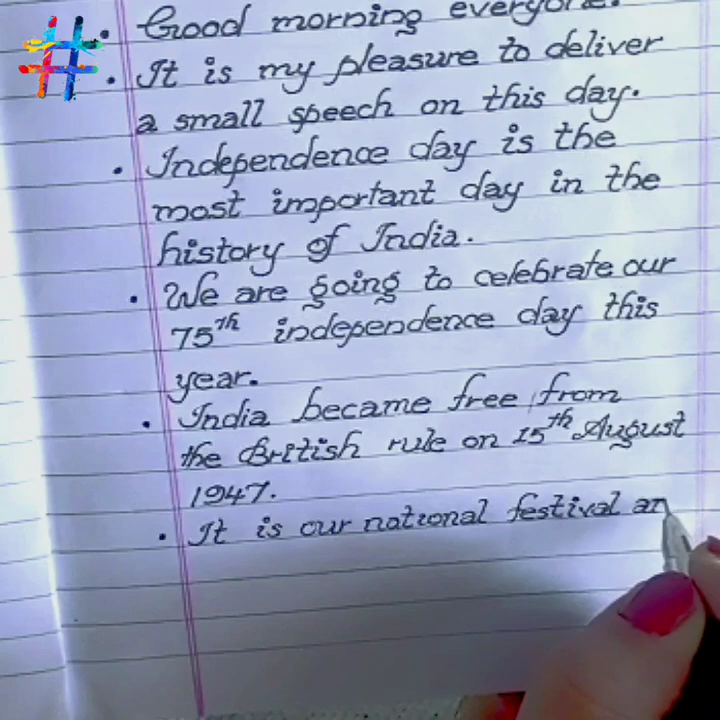 • Good morning everyone.
• It is my pleasure to deliver
a small speech on this day.
• Independence day is the
most important day in the
history of India.
• We are going to celebrate our
75th independence day this
year.
• India became free from
the British rule on 15th August
1947.
• It is our national festival an